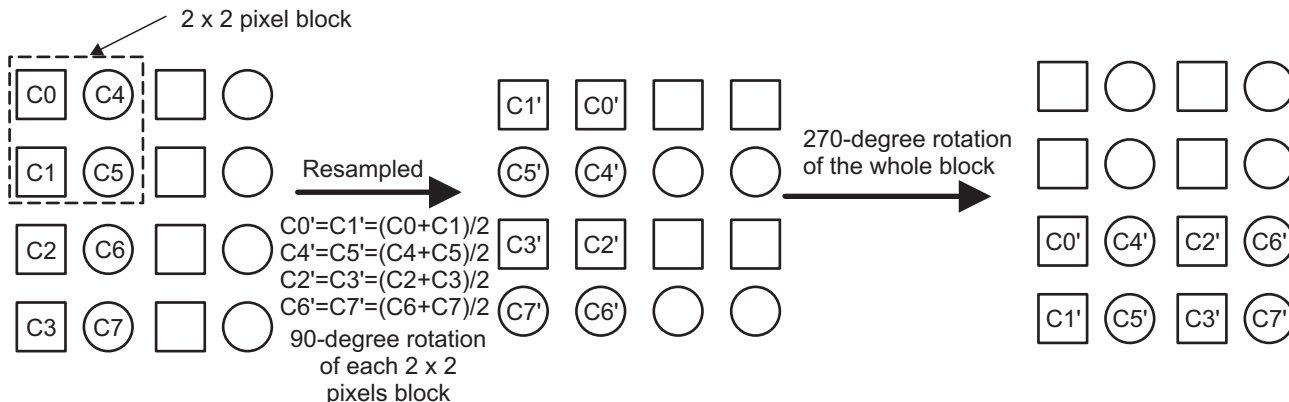 2 x 2 pixel block
C0 C4
C1 C5
C2 C6
C3 C7
Resampled
C0'=C1'=(C0+C1)/2
C4'=C5'=(C4+C5)/2
C2'=C3'=(C2+C3)/2
C6'=C7'=(C6+C7)/2
90-degree rotation
of each 2 x 2
pixels block
C1' C0'
C5' C4'
C3' C2'
C7' C6'
270-degree rotation
of the whole block
C0' C4' C2' C6'
C1' C5' C3' C7'